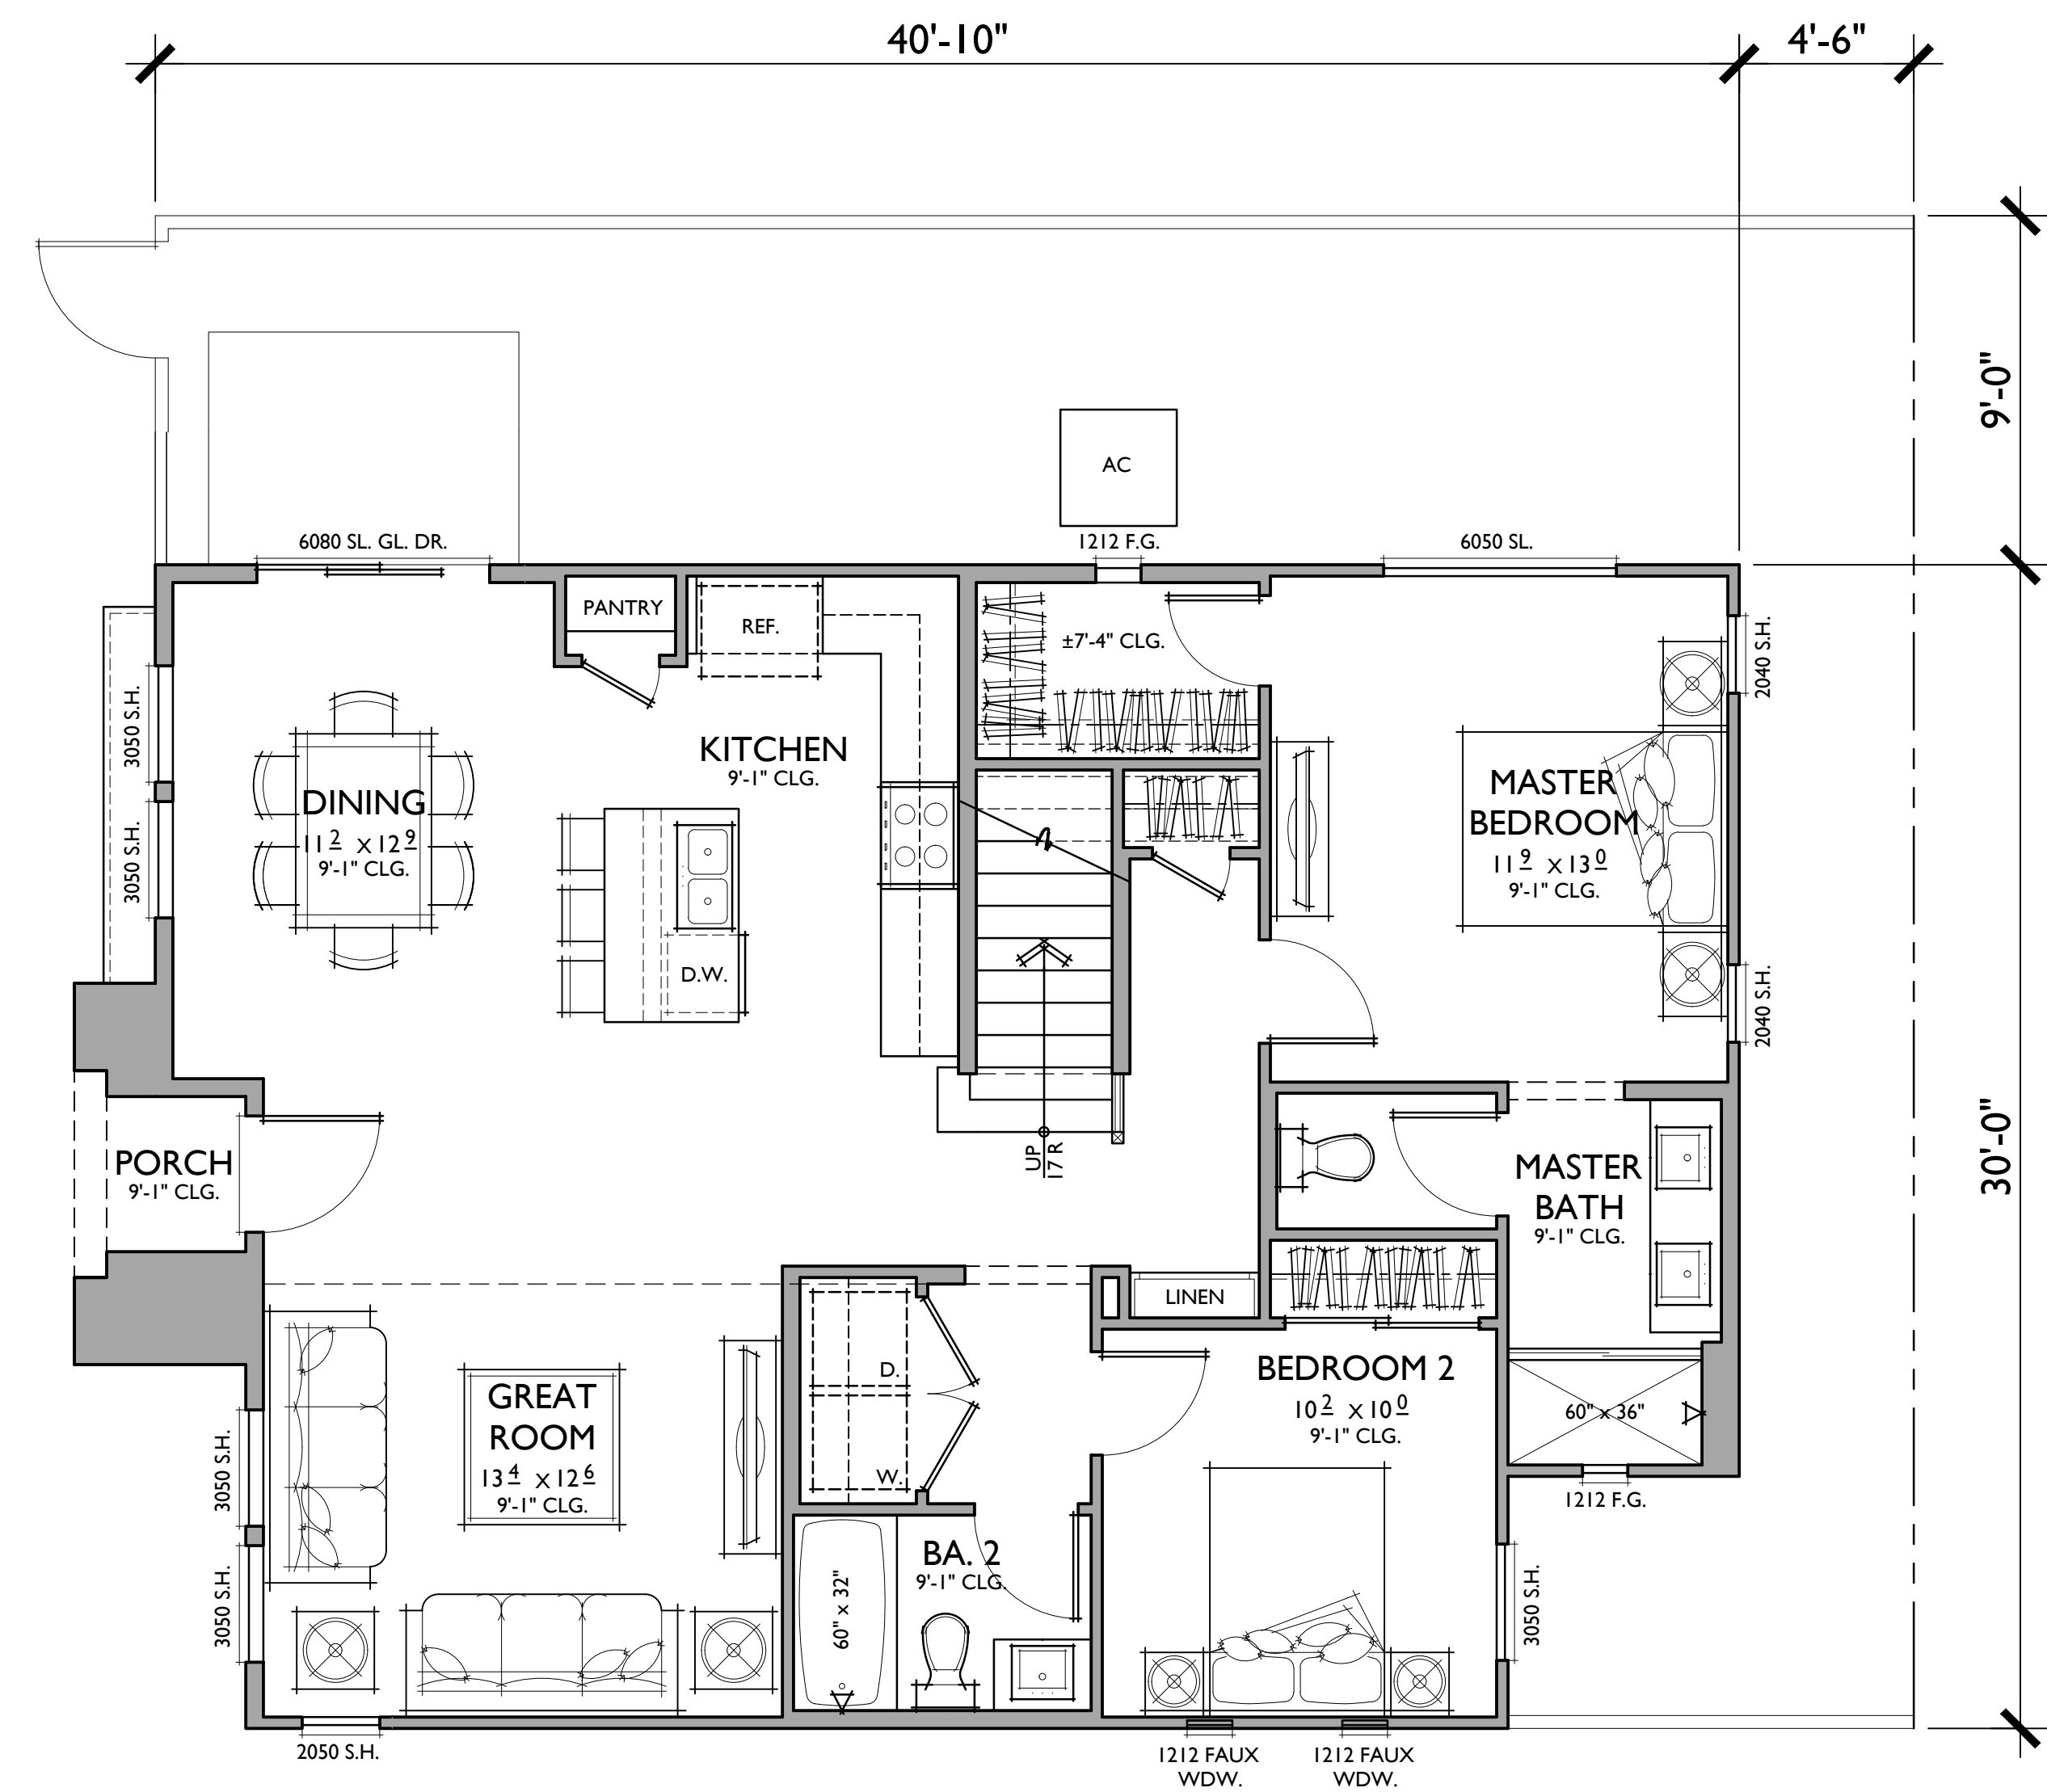 40'-10"
4'-6"
9'-0"
AC
6080 SL. GL. DR.
1212 F.G.
6050 SL.
PANTRY
REF.
±7'-4" CLG.
2040 S.H.
3050 S.H.
KITCHEN
9'-1" CLG.
DINING
11 2 X 12 9
9'-1" CLG.
3050 S.H.
MASTER
BEDROOM
11 9 X 13 0
9'-1" CLG.
D.W.
2040 S.H.
PORCH
9'-1" CLG.
UP
17 R
MASTER
BATH
9'-1" CLG.
30'-0"
LINEN
GREAT
ROOM
13 4 X 12 6
9'-1" CLG.
D.
W.
BEDROOM 2
10 2 X 10 0
9'-1" CLG.
60" x 36"
3050 S.H.
1212 F.G.
BA. 2
9'-1" CLG.
60" x 32"
3050 S.H.
3050 S.H.
2050 S.H.
1212 FAUX
WDW.
1212 FAUX
WDW.